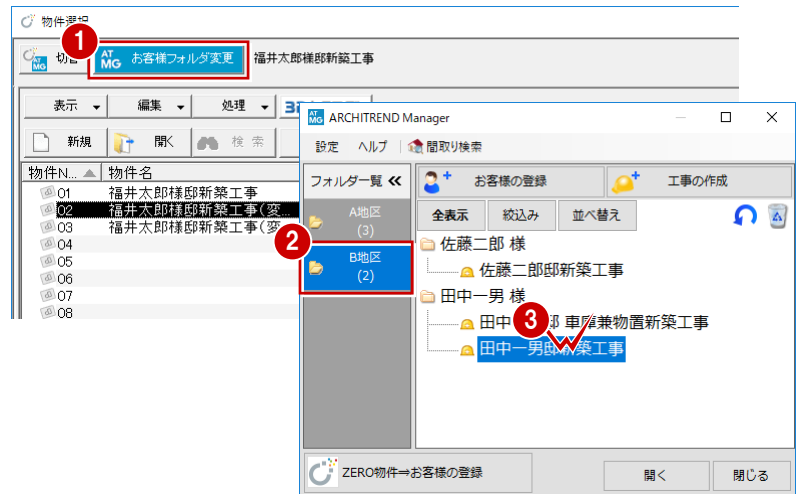 物件選択
1
切替
AT MG お客様フォルダ変更
福井太郎様邸新築工事
表示
編集
処理
新規
開く
検索
物件N...
物件名
01 福井太郎様邸新築工事
02 福井太郎様邸新築工事(変...
03 福井太郎様邸新築工事(変
04
05
06
07
08
AT MG ARCHITREND Manager
設定 ヘルプ 間取り検索
フォルダ一覧 <<
お客様の登録
工事の作成
2
A地区
(3)
B地区
(2)
全表示
絞込み
並べ替え
佐藤二郎 様
佐藤二郎邸新築工事
田中一男 様
3
田中 車庫兼物置新築工事
田中一男邸新築工事
ZERO物件⇒お客様の登録
開く
閉じる